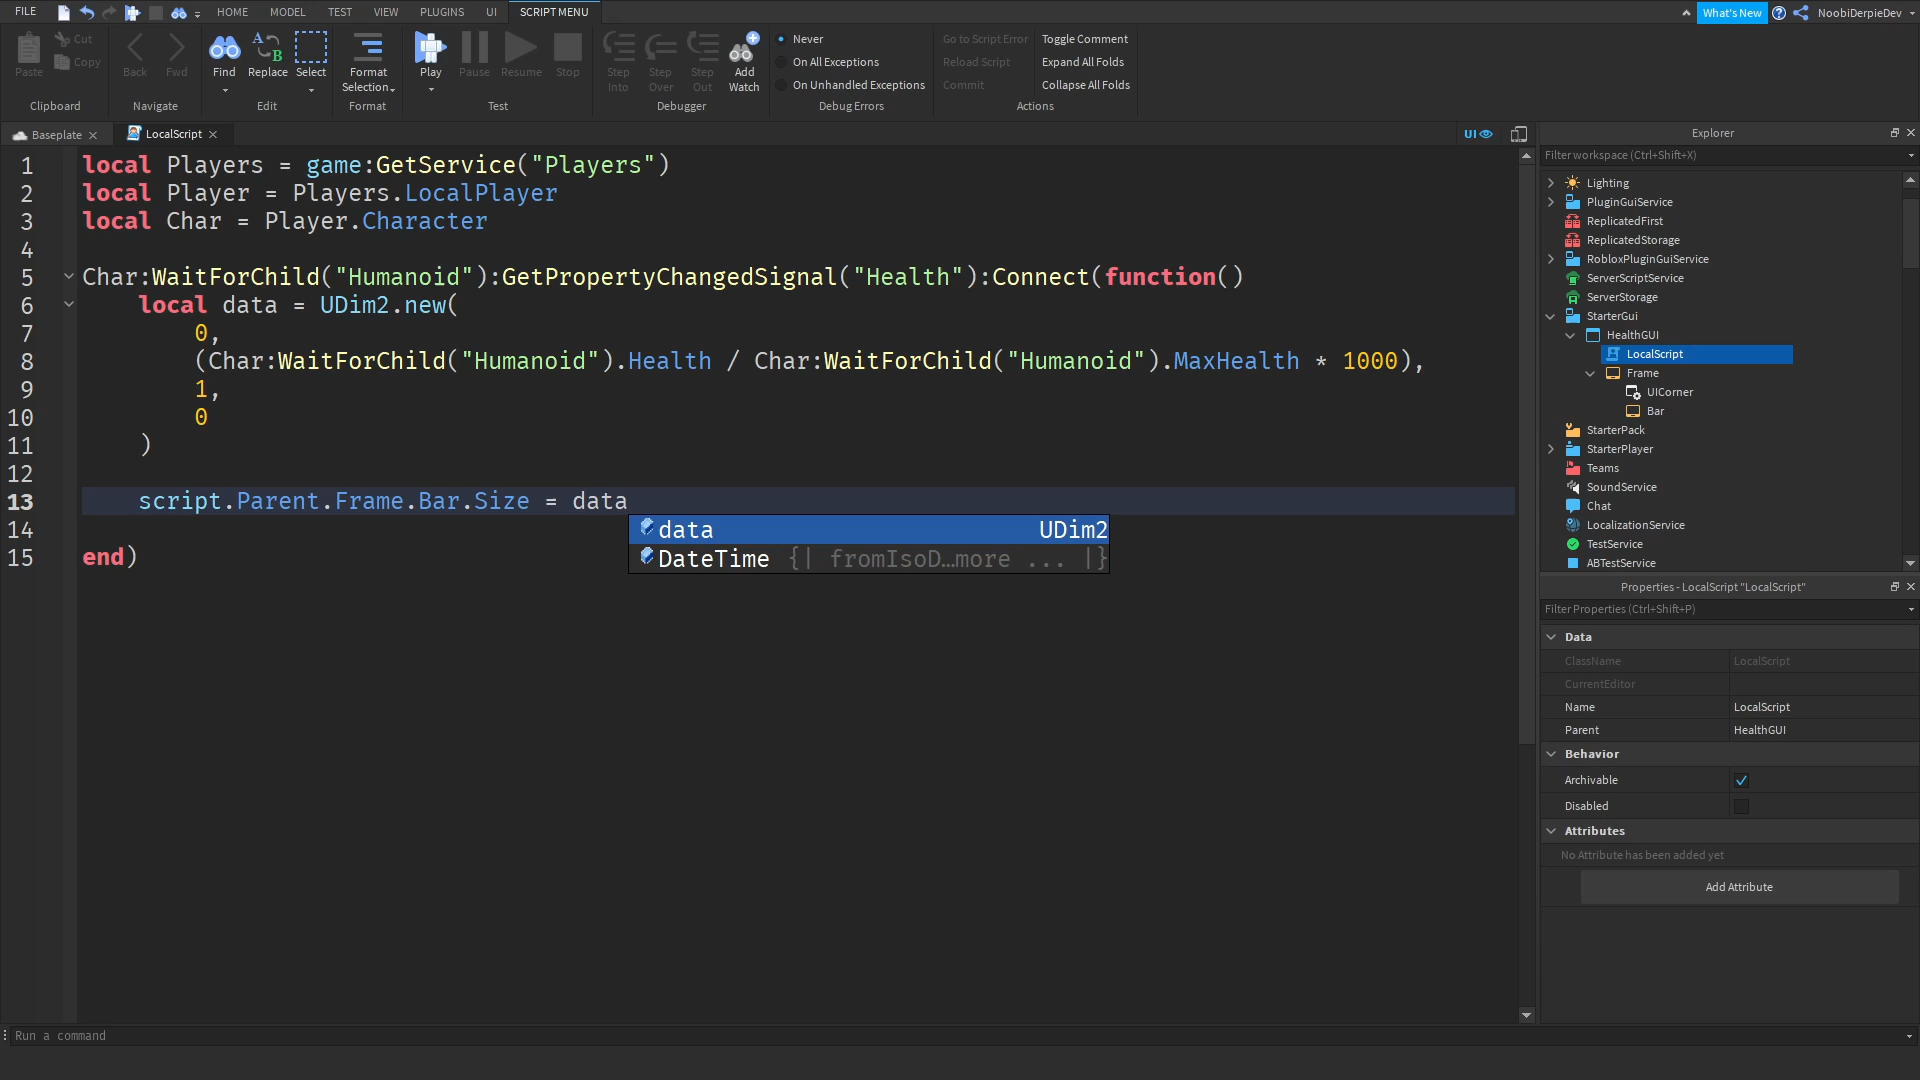 FILE HOME MODEL TEST VIEW PLUGINS UI SCRIPT MENU What's New NoobiDerpieDev
Paste Cut Copy Back Fwd Find Replace Select Format Selection Play Pause Resume Stop Step Into Step Over Step Out Add Watch
Never
On All Exceptions
On Unhandled Exceptions
Go to Script Error
Reload Script
Commit
Toggle Comment
Expand All Folds
Collapse All Folds
Clipboard Navigate Edit Format Test Debugger Debug Errors Actions
Baseplate LocalScript UI
1 local Players = game:GetService("Players")
2 local Player = Players.LocalPlayer
3 local Char = Player.Character
4
5 Char:WaitForChild("Humanoid"):GetPropertyChangedSignal("Health"):Connect(function()
6 local data = UDim2.new(
7 0,
8 (Char:WaitForChild("Humanoid").Health / Char:WaitForChild("Humanoid").MaxHealth * 1000),
9 1,
10 0
11 )
12
13 script.Parent.Frame.Bar.Size = data
data UDim2
DateTime {| fromIsoD…more ... |}
14
15 end)
Explorer
Filter workspace (Ctrl+Shift+X)
Lighting
PluginGuiService
ReplicatedFirst
ReplicatedStorage
RobloxPluginGuiService
ServerScriptService
ServerStorage
StarterGui
HealthGUI
LocalScript
Frame
UICorner
Bar
StarterPack
StarterPlayer
Teams
SoundService
Chat
LocalizationService
TestService
ABTestService
Properties - LocalScript "LocalScript"
Filter Properties (Ctrl+Shift+P)
Data
ClassName LocalScript
CurrentEditor
Name LocalScript
Parent HealthGUI
Behavior
Archivable
Disabled
Attributes
No Attribute has been added yet
Add Attribute
Run a command